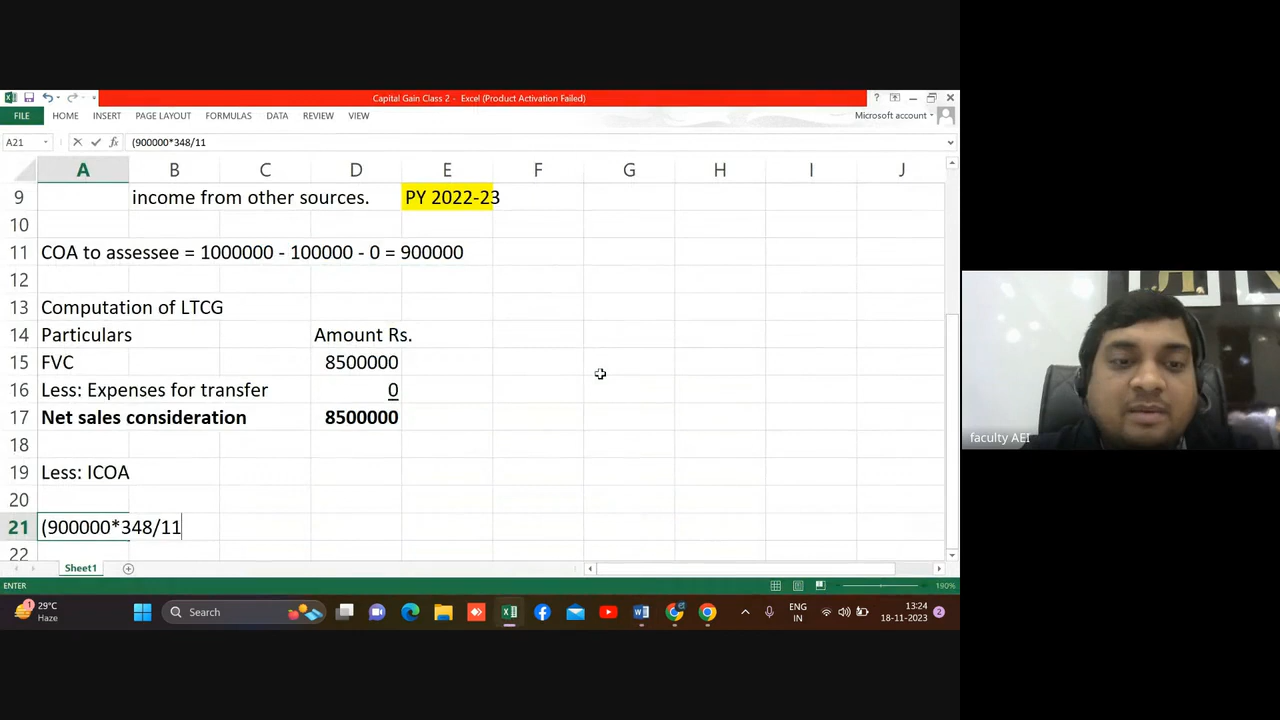 Capital Gain Class 2 - Excel (Product Activation Failed)
FILE HOME INSERT PAGE LAYOUT FORMULAS DATA REVIEW VIEW Microsoft account
A21 fx (900000*348/11
A B C D E F G H I J
9 income from other sources. PY 2022-23
10
11 COA to assessee = 1000000 - 100000 - 0 = 900000
12
13 Computation of LTCG
14 Particulars Amount Rs.
15 FVC 8500000
16 Less: Expenses for transfer 0
17 Net sales consideration 8500000
18
19 Less: ICOA
20
21 (900000*348/11
22
Sheet1
ENTER 190%
faculty AEI
29°C
Haze
Search
ENG
IN
13:24
18-11-2023
2